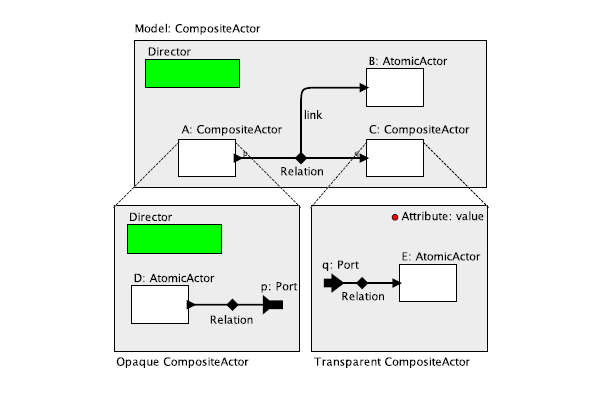 Model: CompositeActor
Director
B: AtomicActor
link
A: CompositeActor
C: CompositeActor
p
q
Relation
Director
Attribute: value
D: AtomicActor
p: Port
Relation
q: Port
E: AtomicActor
Relation
Opaque CompositeActor
Transparent CompositeActor